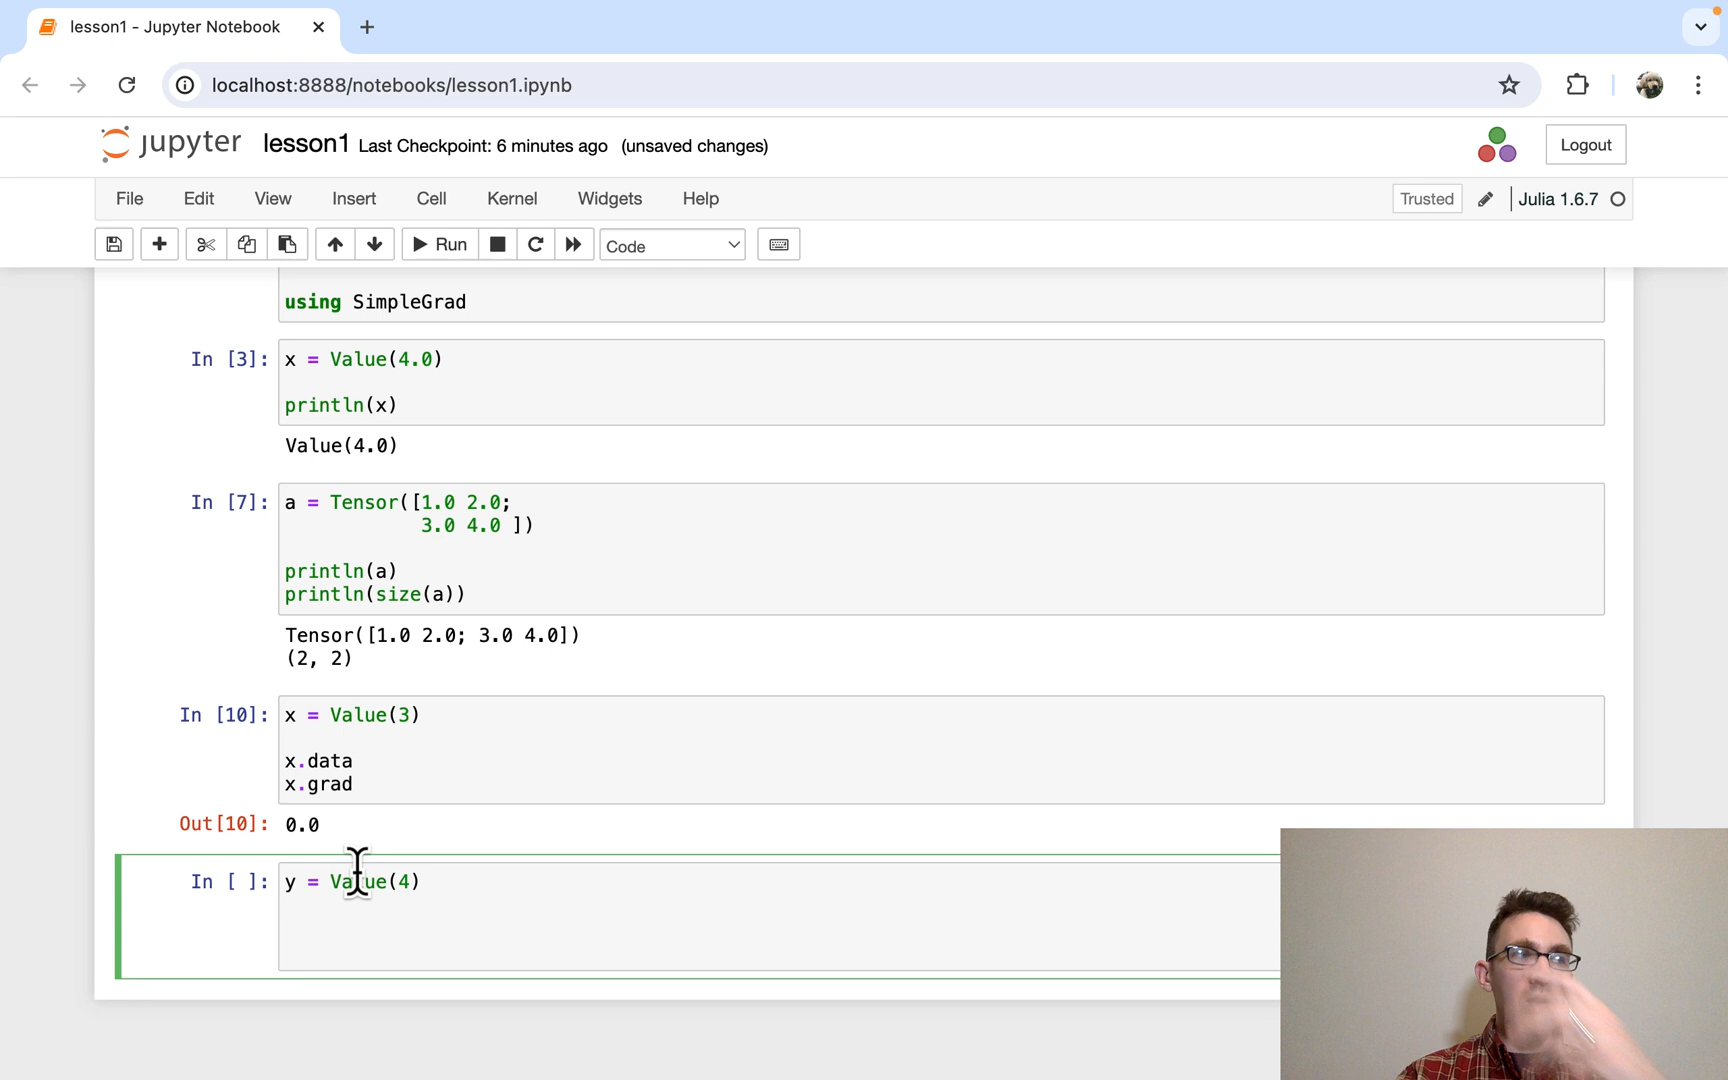 lesson1 - Jupyter Notebook
localhost:8888/notebooks/lesson1.ipynb
jupyter lesson1 Last Checkpoint: 6 minutes ago (unsaved changes)
Logout
File Edit View Insert Cell Kernel Widgets Help
Trusted Julia 1.6.7
Run Code
using SimpleGrad
In [3]: x = Value(4.0)
println(x)
Value(4.0)
In [7]: a = Tensor([1.0 2.0;
3.0 4.0 ])
println(a)
println(size(a))
Tensor([1.0 2.0; 3.0 4.0])
(2, 2)
In [10]: x = Value(3)
x.data
x.grad
Out[10]: 0.0
In [ ]: y = Value(4)